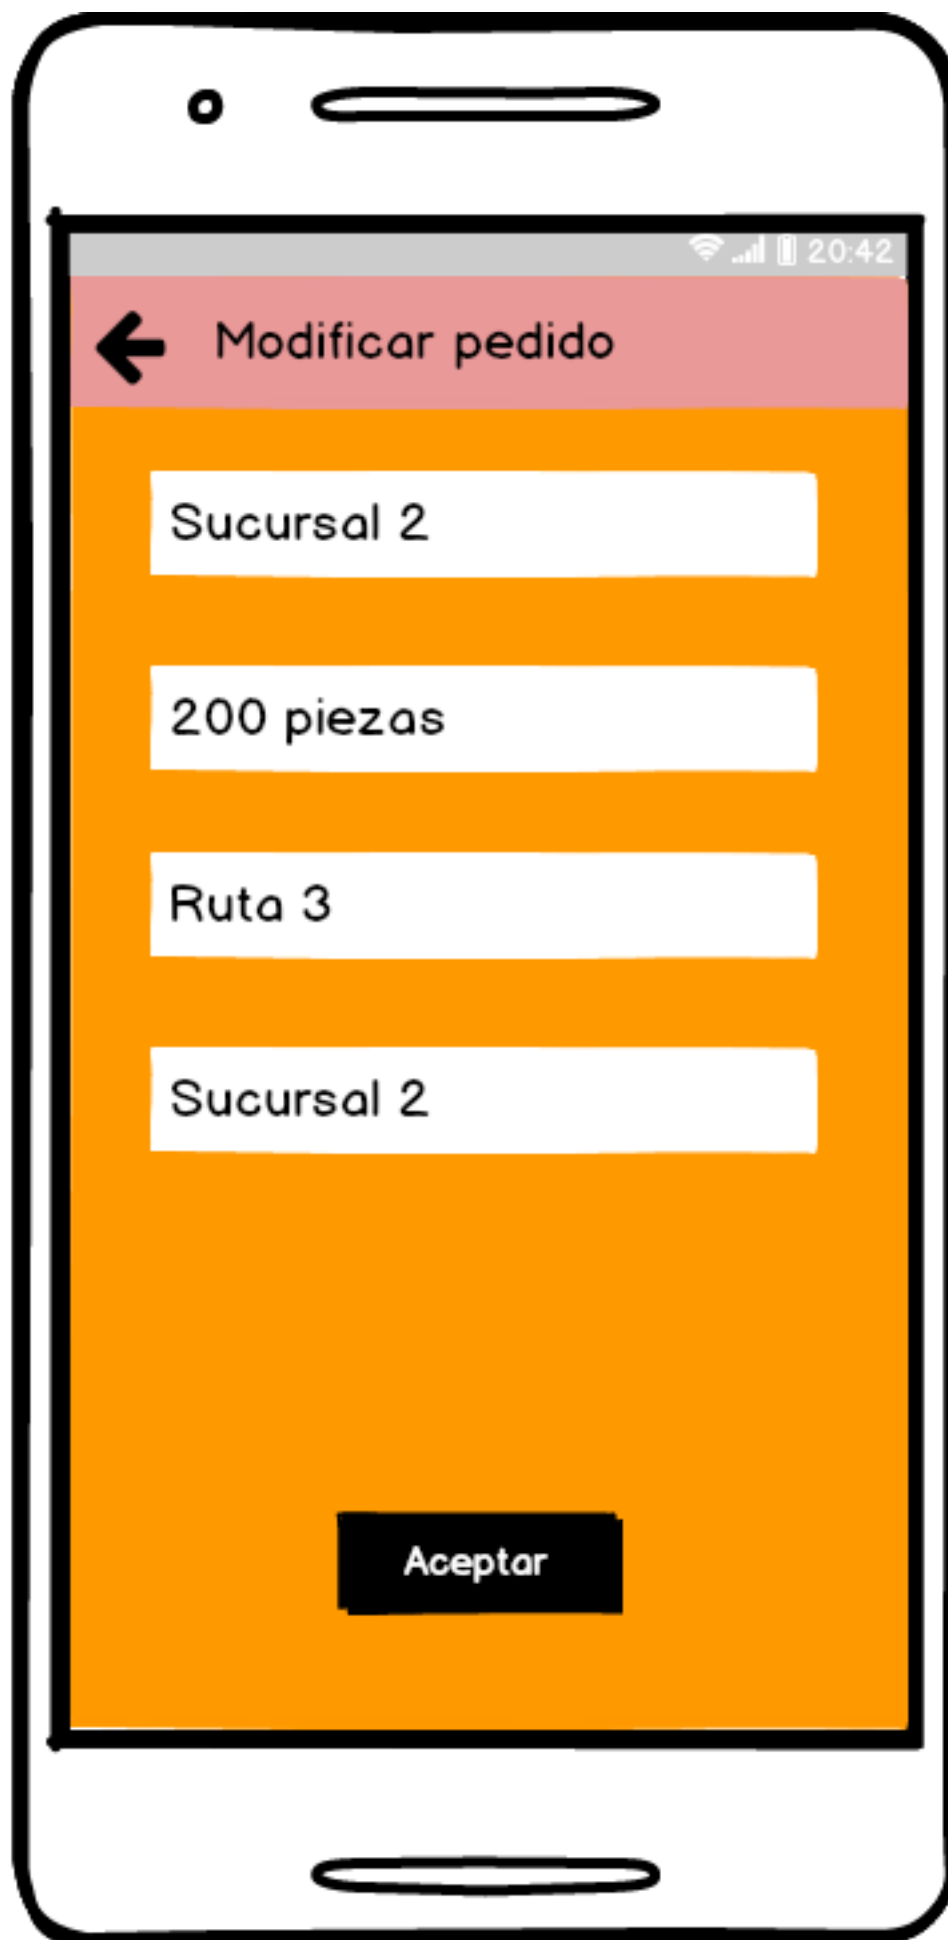 20:42
Modificar pedido
Sucursal 2
200 piezas
Ruta 3
Sucursal 2
Aceptar